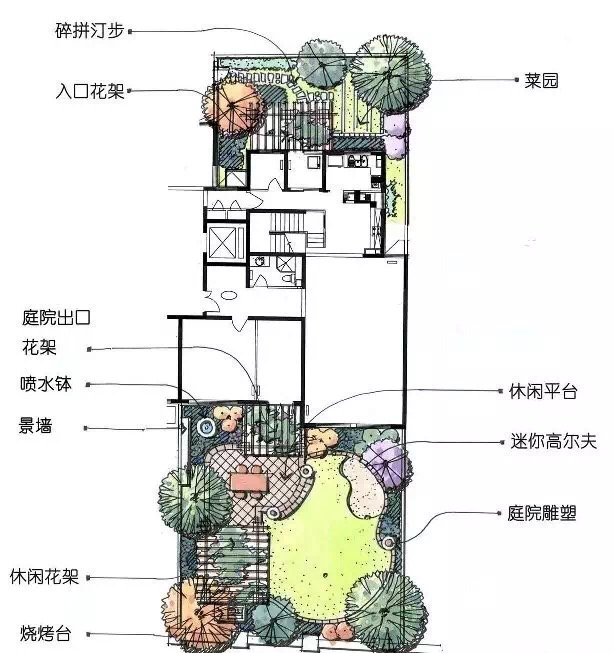 碎拼汀步
入口花架
菜园
庭院出口
花架
喷水钵
景墙
休闲平台
迷你高尔夫
庭院雕塑
休闲花架
烧烤台